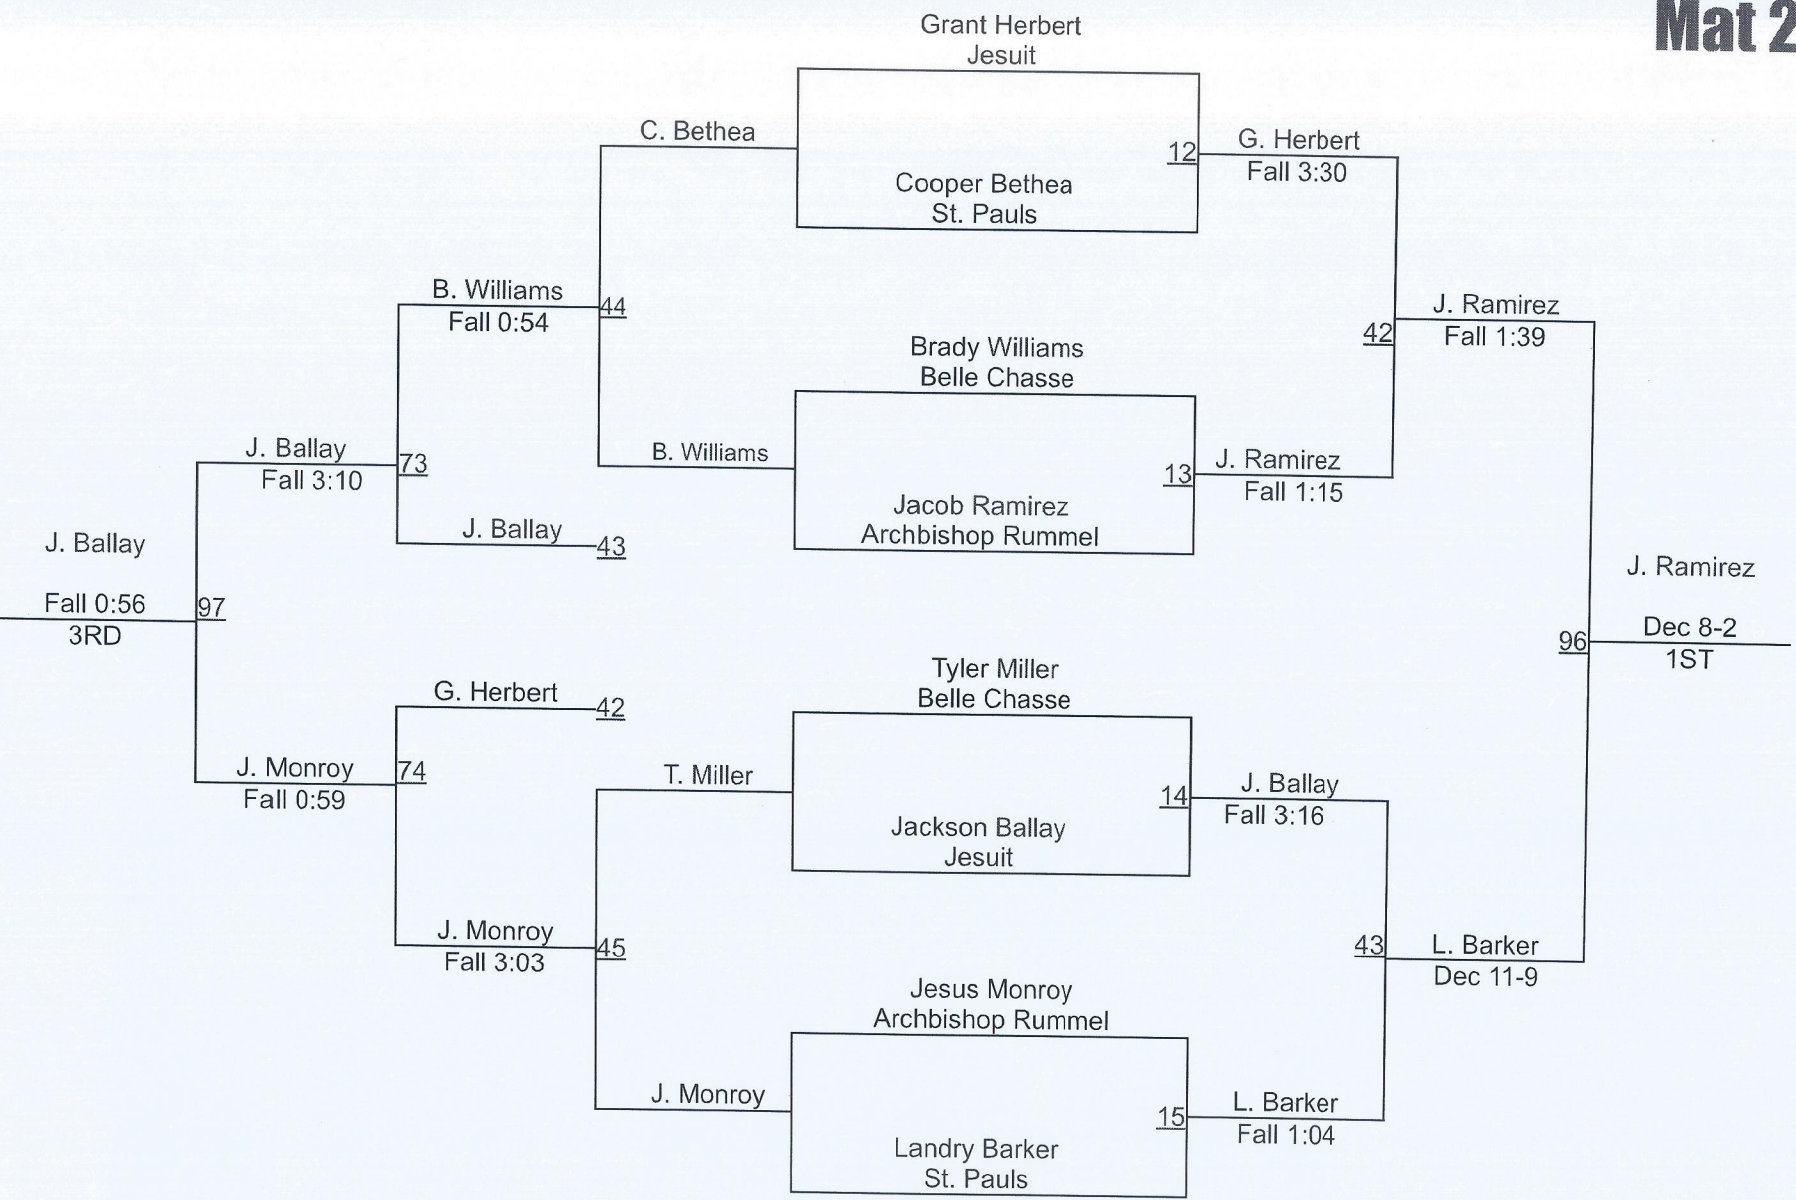 Mat 2
Grant Herbert
Jesuit
C. Bethea
12
G. Herbert
Fall 3:30
Cooper Bethea
St. Pauls
B. Williams
Fall 0:54
44
J. Ramirez
Fall 1:39
42
Brady Williams
Belle Chasse
B. Williams
13
J. Ramirez
Fall 1:15
Jacob Ramirez
Archbishop Rummel
J. Ballay
Fall 3:10
73
J. Ballay
43
J. Ballay
Fall 0:56
3RD
97
J. Ramirez
Dec 8-2
1ST
96
G. Herbert
42
Tyler Miller
Belle Chasse
J. Monroy
Fall 0:59
74
T. Miller
14
J. Ballay
Fall 3:16
Jackson Ballay
Jesuit
J. Monroy
Fall 3:03
45
43
L. Barker
Dec 11-9
Jesus Monroy
Archbishop Rummel
J. Monroy
15
L. Barker
Fall 1:04
Landry Barker
St. Pauls